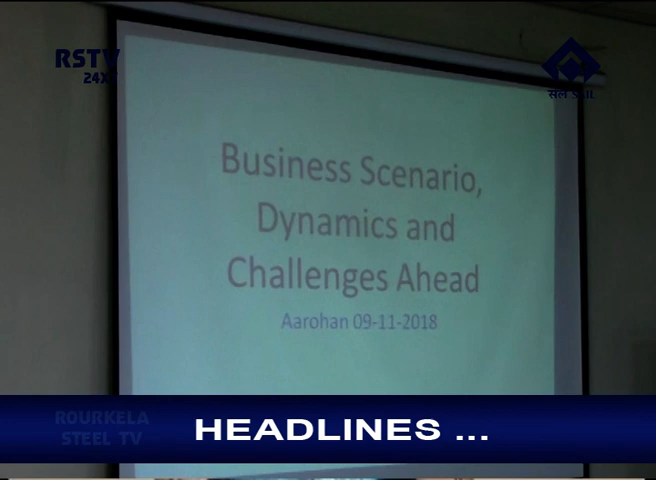 RSTV
24X7
सेल SAIL
Business Scenario,
Dynamics and
Challenges Ahead
Aarohan 09-11-2018
ROURKELA
STEEL TV
HEADLINES ...